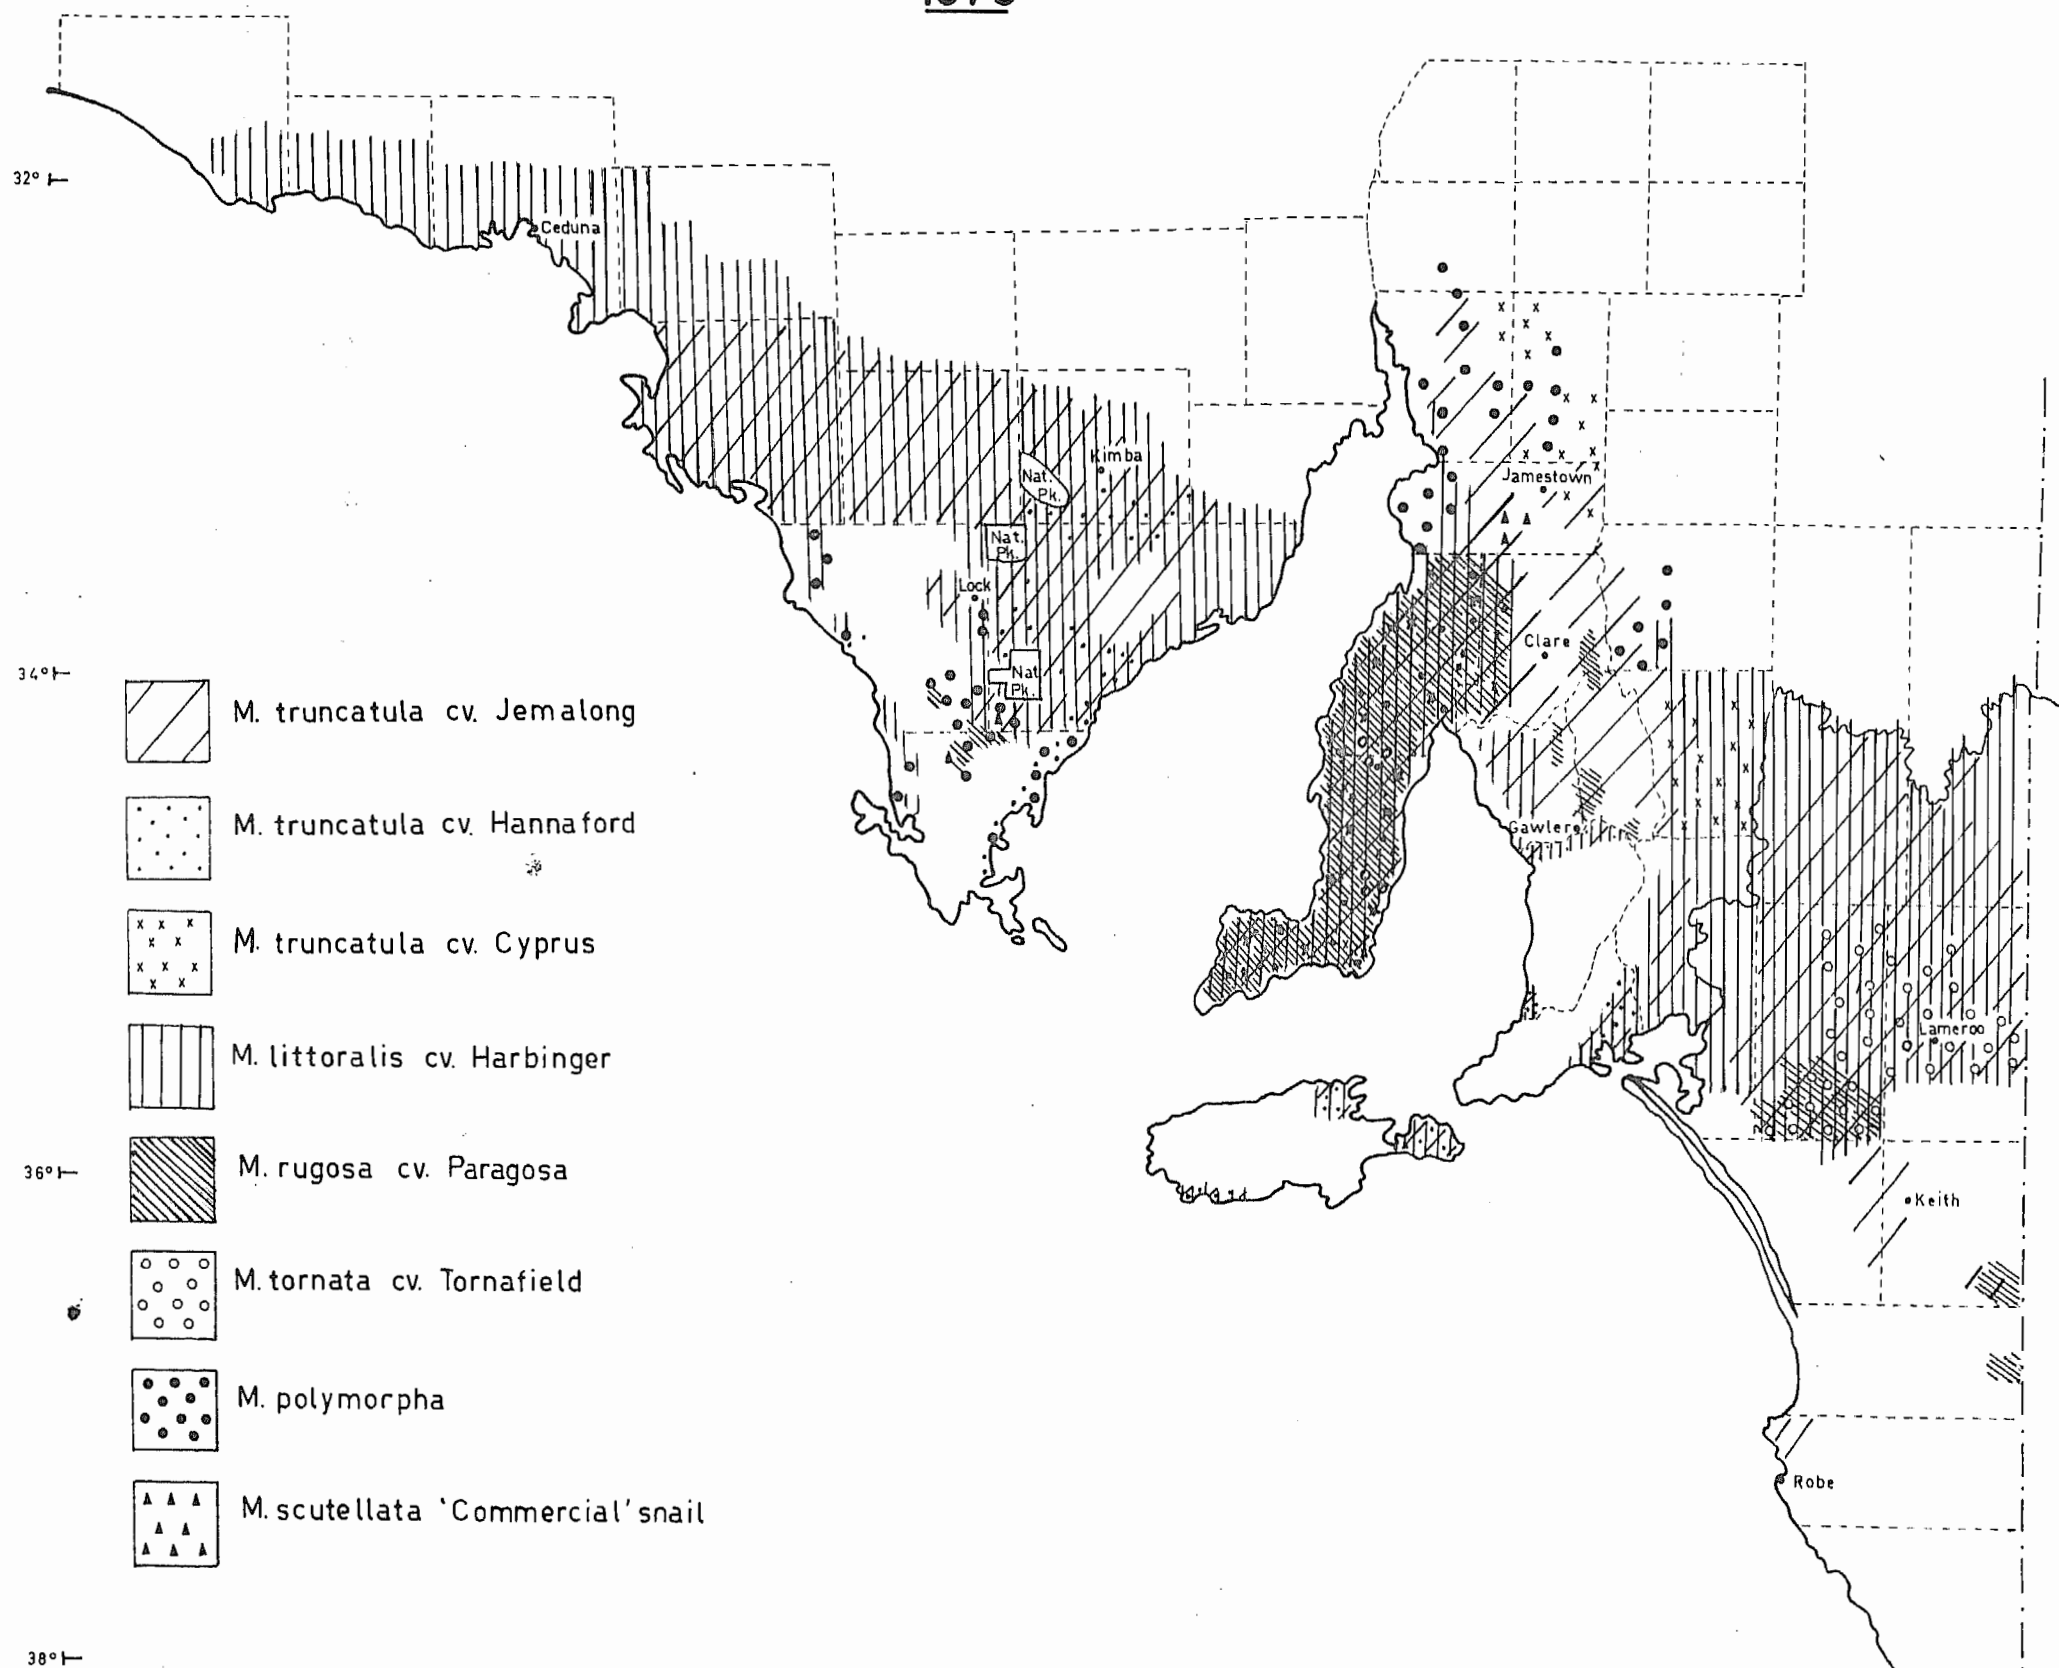 32°
Ceduna
Kimba
Nat.
Pk.
Jamestown
Nat.
Pk.
Lock
Clare
34°
Nat
Pk.
M. truncatula cv. Jemalong
M. truncatula cv. Hannaford
Gawler
M. truncatula cv. Cyprus
Lameroo
M. littoralis cv. Harbinger
M. rugosa cv. Paragosa
36°
Keith
M. tornata cv. Tornafield
M. polymorpha
Robe
M. scutellata 'Commercial' snail
38°